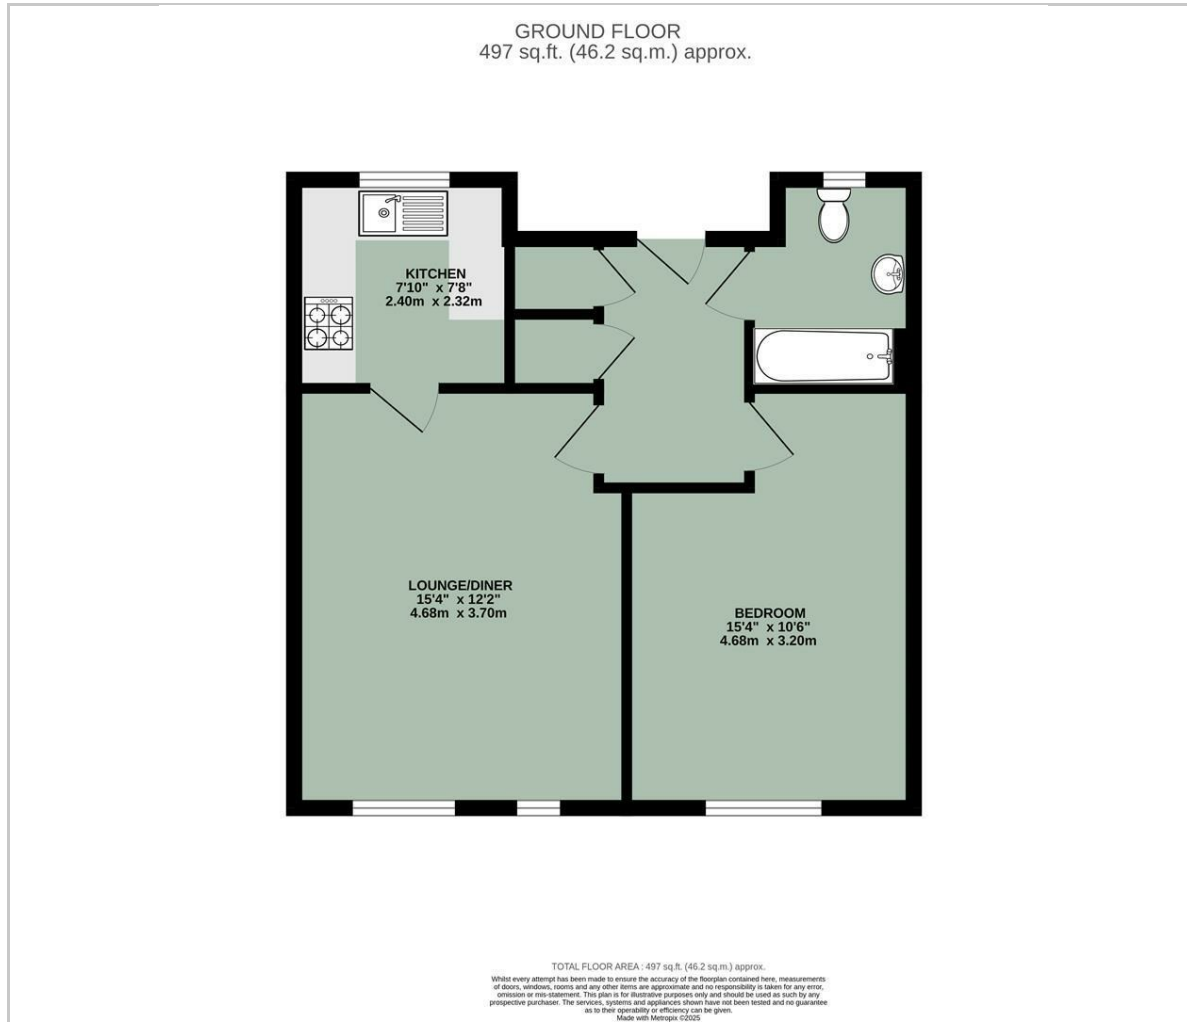 GROUND FLOOR
497 sq.ft. (46.2 sq.m.) approx.
KITCHEN
7'10" x 7'8"
2.40m x 2.32m
LOUNGE/DINER
15'4" x 12'2"
4.68m x 3.70m
BEDROOM
15'4" x 10'6"
4.68m x 3.20m
TOTAL FLOOR AREA : 497 sq.ft. (46.2 sq.m.) approx.
Whilst every attempt has been made to ensure the accuracy of the floorplan contained here, measurements
of doors, windows, rooms and any other items are approximate and no responsibility is taken for any error,
omission or mis-statement. This plan is for illustrative purposes only and should be used as such by any
prospective purchaser. The services, systems and appliances shown have not been tested and no guarantee
as to their operability or efficiency can be given.
Made with Metropix ©2025